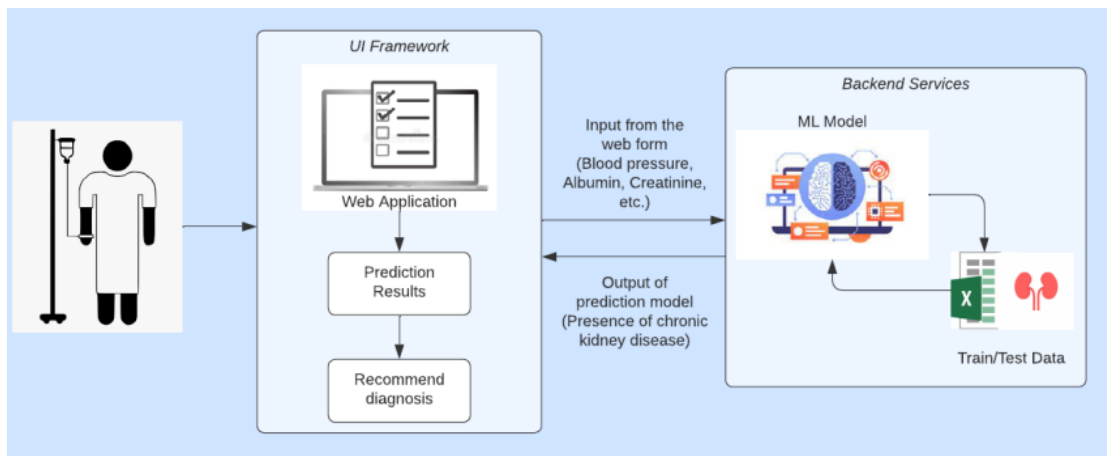 UI Framework
Web Application
Prediction
Results
Recommend
diagnosis
Input from the
web form
(Blood pressure,
Albumin, Creatinine,
etc.)
Output of
prediction model
(Presence of chronic
kidney disease)
Backend Services
ML Model
X
Train/Test Data